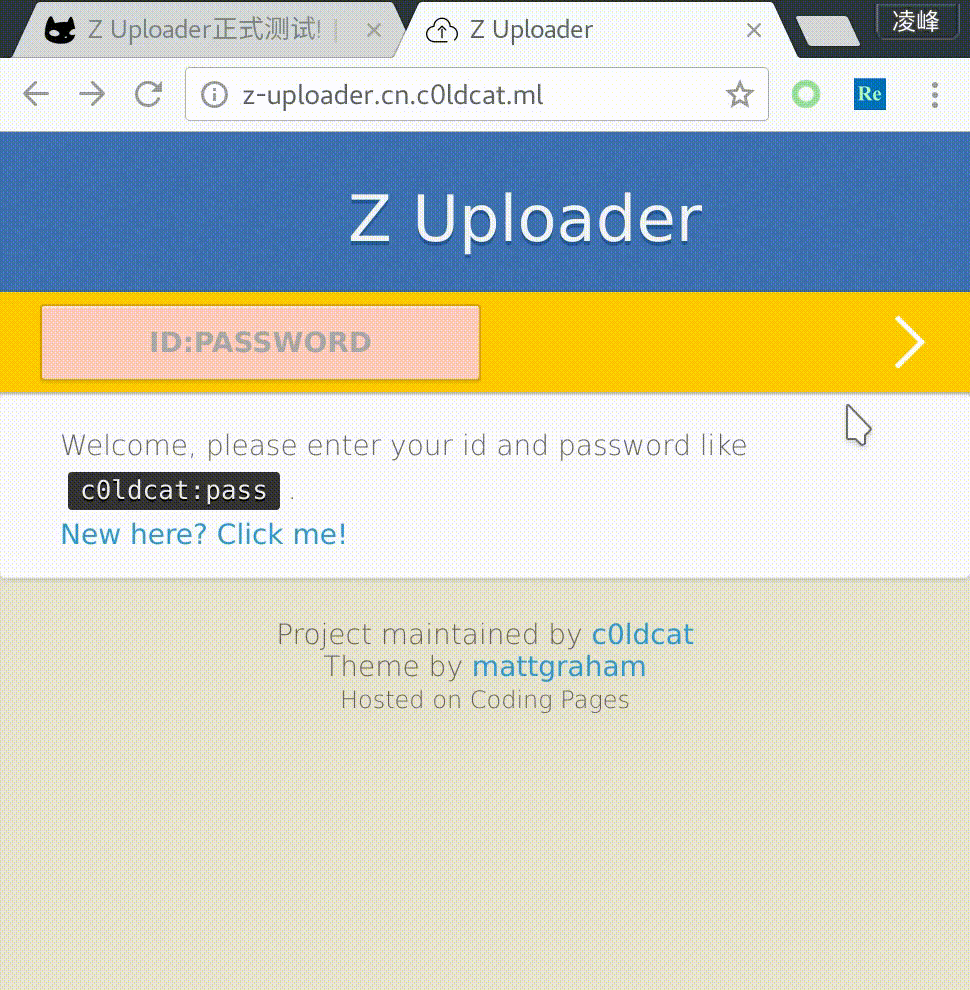 Z Uploader正式测试! |
Z Uploader
凌峰
z-uploader.cn.c0ldcat.ml
Re
Z Uploader
ID:PASSWORD
Welcome, please enter your id and password like
c0ldcat:pass .
New here? Click me!
Project maintained by c0ldcat
Theme by mattgraham
Hosted on Coding Pages